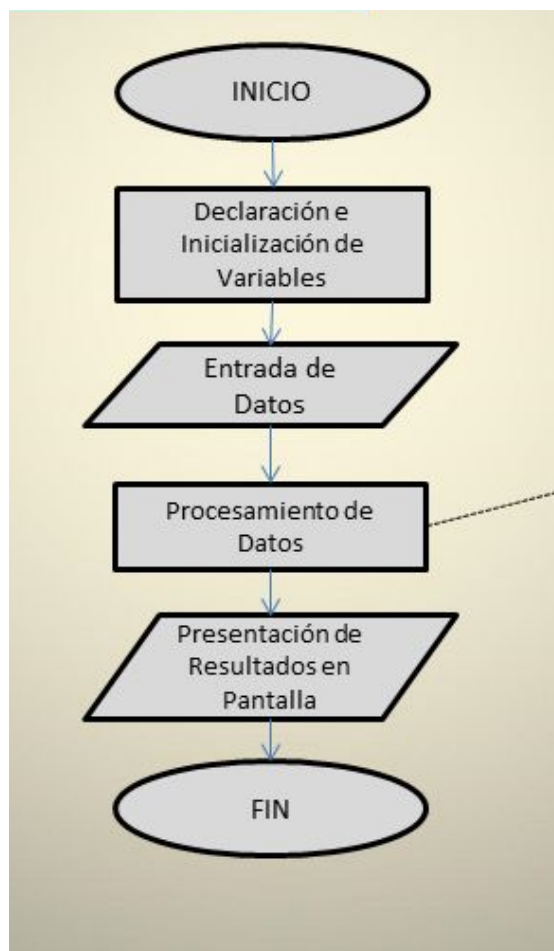 INICIO
Declaración e
Inicialización de
Variables
Entrada de
Datos
Procesamiento de
Datos
Presentación de
Resultados en
Pantalla
FIN